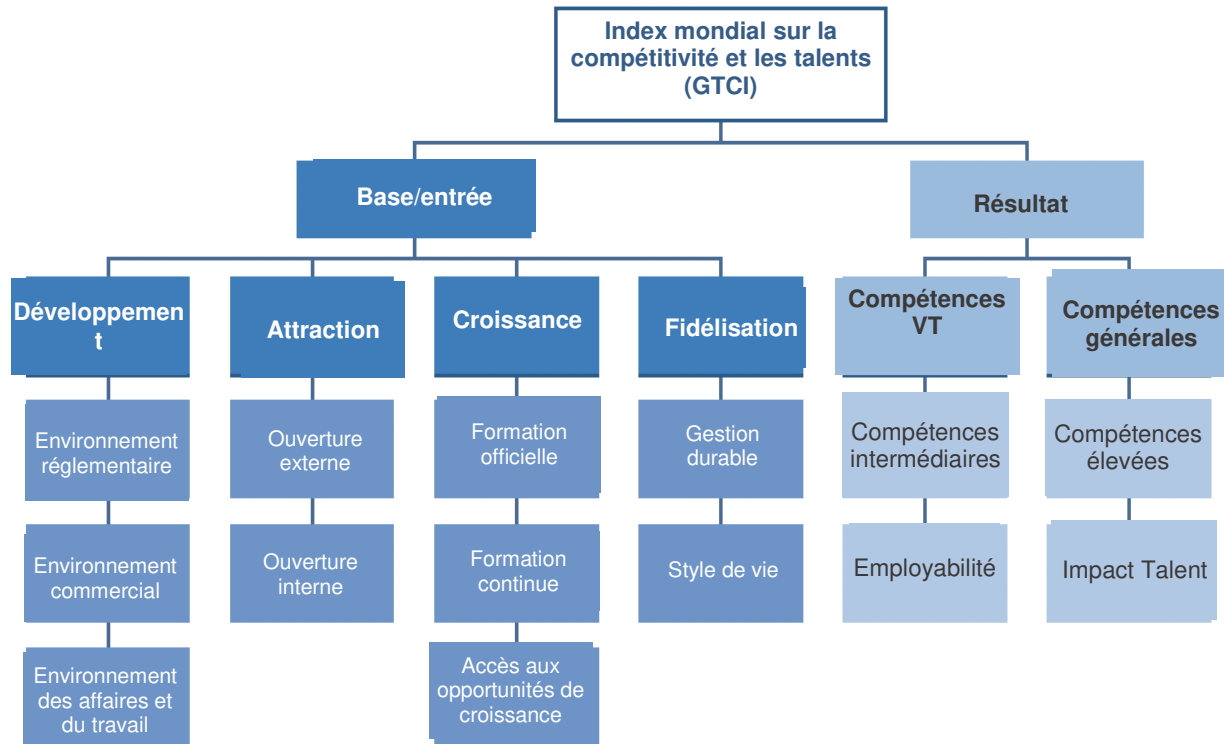 Index mondial sur la
compétitivité et les talents
(GTCI)
Base/entrée
Résultat
Développemen
t
Attraction
Croissance
Fidélisation
Compétences
VT
Compétences
générales
Environnement
réglementaire
Ouverture
externe
Formation
officielle
Gestion
durable
Compétences
intermédiaires
Compétences
élevées
Environnement
commercial
Ouverture
interne
Formation
continue
Style de vie
Employabilité
Impact Talent
Environnement
des affaires et
du travail
Accès aux
opportunités de
croissance